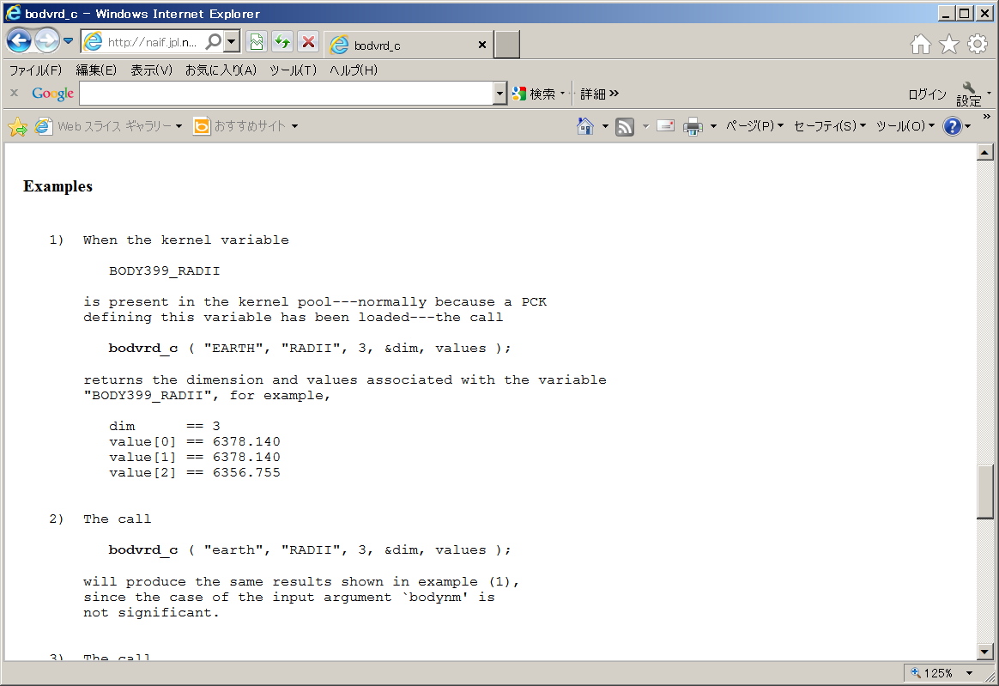 bodvrd_c - Windows Internet Explorer
http://naif.jpl.n...
bodvrd_c
ファイル(F) 編集(E) 表示(V) お気に入り(A) ツール(T) ヘルプ(H)
x Google 検索 詳細 »
ログイン 設定
Web スライス ギャラリー おすすめサイト ページ(P) セーフティ(S) ツール(O) »
Examples
1) When the kernel variable
BODY399_RADII
is present in the kernel pool---normally because a PCK
defining this variable has been loaded---the call
bodvrd_c ( "EARTH", "RADII", 3, &dim, values );
returns the dimension and values associated with the variable
"BODY399_RADII", for example,
dim == 3
value[0] == 6378.140
value[1] == 6378.140
value[2] == 6356.755
2) The call
bodvrd_c ( "earth", "RADII", 3, &dim, values );
will produce the same results shown in example (1),
since the case of the input argument `bodynm' is
not significant.
3) The call
125%